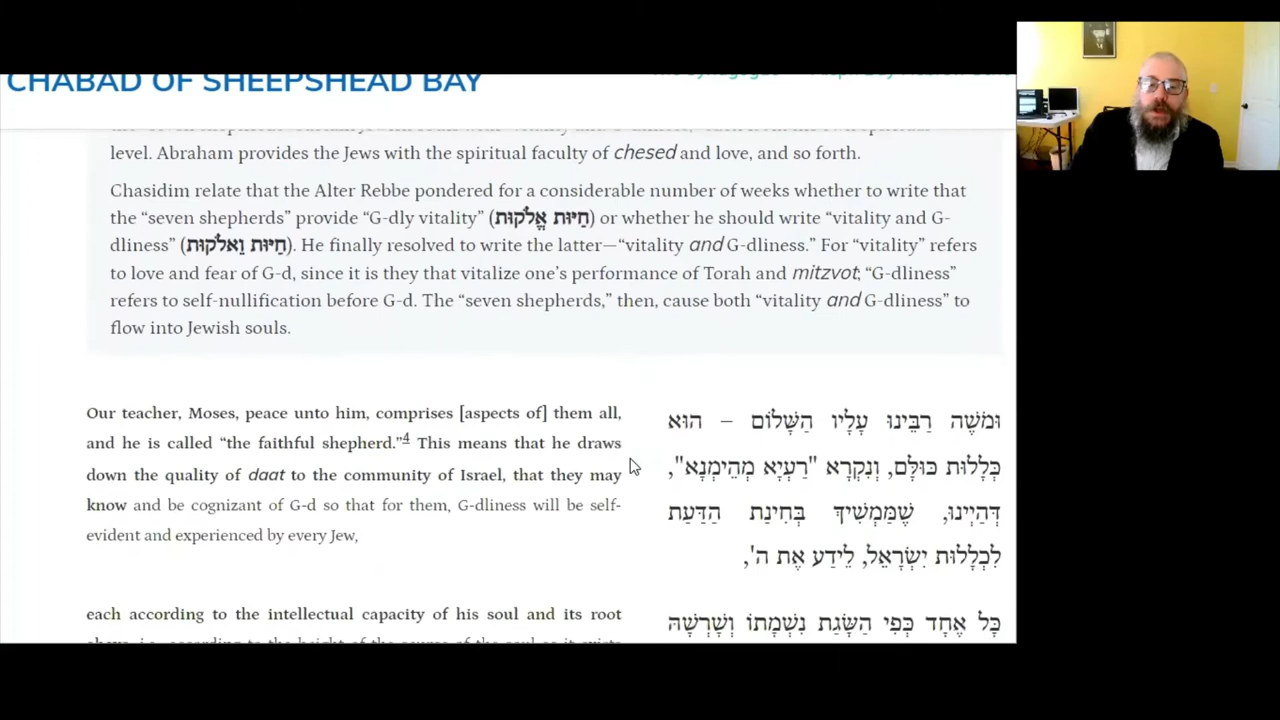 CHABAD OF SHEEPSHEAD BAY
level. Abraham provides the Jews with the spiritual faculty of chesed and love, and so forth.
Chasidim relate that the Alter Rebbe pondered for a considerable number of weeks whether to write that
the “seven shepherds” provide “G-dly vitality” (חַיּוּת אֱלֹקוּת) or whether he should write “vitality and G-
dliness” (חַיּוּת וֵאלֹקוּת). He finally resolved to write the latter—“vitality and G-dliness.” For “vitality” refers
to love and fear of G-d, since it is they that vitalize one’s performance of Torah and mitzvot; “G-dliness”
refers to self-nullification before G-d. The “seven shepherds,” then, cause both “vitality and G-dliness” to
flow into Jewish souls.
Our teacher, Moses, peace unto him, comprises [aspects of] them all,
and he is called “the faithful shepherd.”4 This means that he draws
down the quality of daat to the community of Israel, that they may
know and be cognizant of G-d so that for them, G-dliness will be self-
evident and experienced by every Jew,
וּמֹשֶׁה רַבֵּינוּ עָלָיו הַשָּׁלוֹם – הוּא
כְּלָלוּת כּוּלָּם, וְנִקְרָא "רַעְיָא מְהֵימְנָא",
דְּהַיְינוּ, שֶׁמַּמְשִׁיךְ בְּחִינַת הַדַּעַת
לִכְלָלוּת יִשְׂרָאֵל, לֵידַע אֶת ה',
each according to the intellectual capacity of his soul and its root
כָּל אֶחָד כְּפִי הַשָּׂגַת נִשְׁמָתוֹ וְשָׁרְשָׁהּ